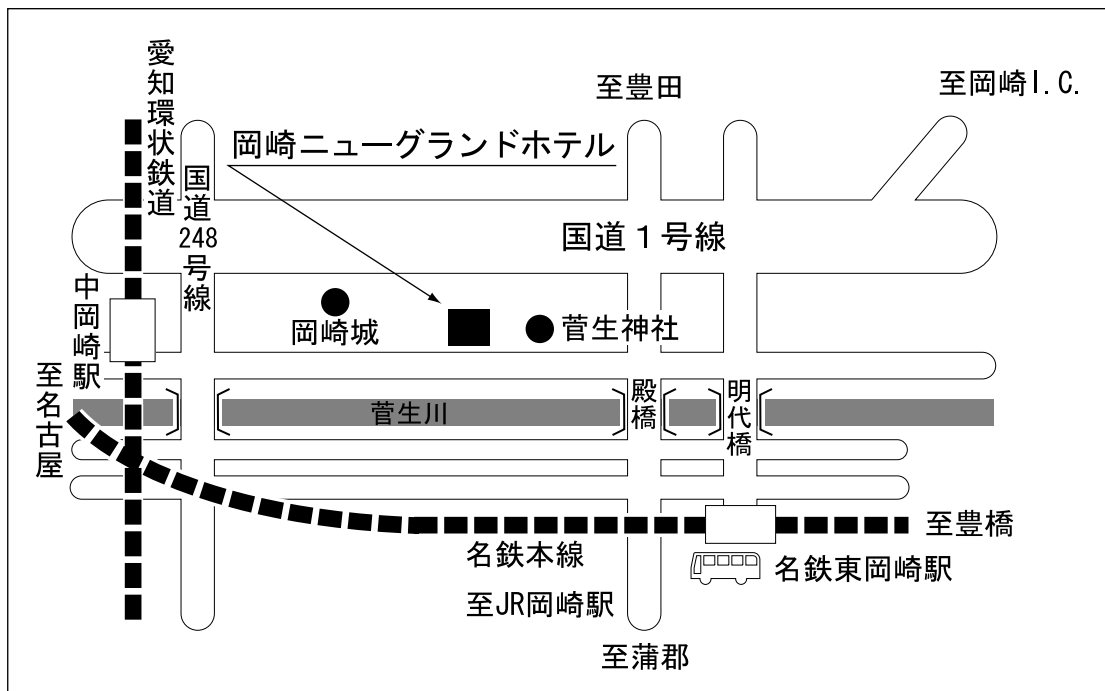 愛知環状鉄道
国道248号線
至豊田
至岡崎I.C.
岡崎ニューグランドホテル
国道1号線
中岡崎駅
岡崎城
菅生神社
至名古屋
菅生川
殿橋
明代橋
名鉄本線
至豊橋
名鉄東岡崎駅
至JR岡崎駅
至蒲郡